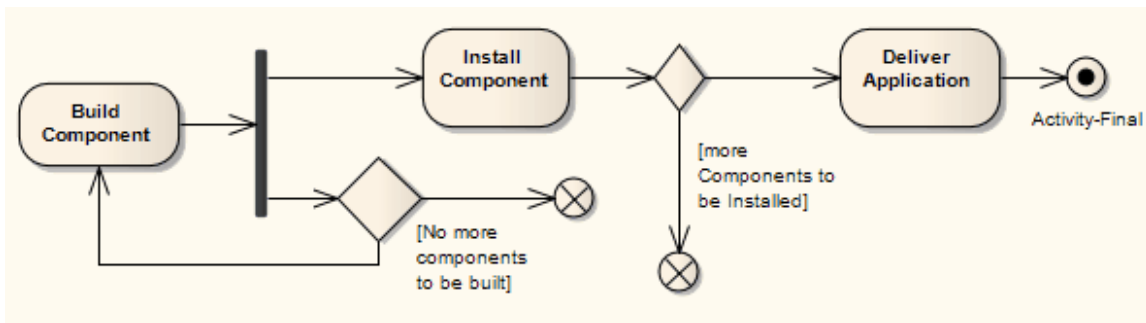 Build
Component
Install
Component
Deliver
Application
Activity-Final
[more
Components to
be Installed]
[No more
components
to be built]